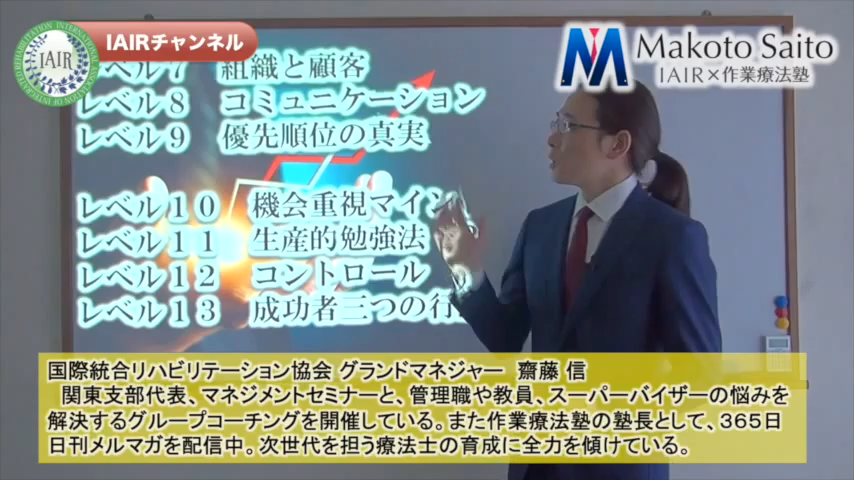 IAIRチャンネル
INTERNATIONAL ASSOCIATION OF INTEGRATED REHABILITATION
IAIR
Makoto Saito
IAIR×作業療法塾
レベル7 組織と顧客
レベル8 コミュニケーション
レベル9 優先順位の真実
レベル10 機会重視マイン
レベル11 生産的勉強法
レベル12 コントロール
レベル13 成功者三つの行
国際統合リハビリテーション協会 グランドマネジャー 齋藤 信
関東支部代表、マネジメントセミナーと、管理職や教員、スーパーバイザーの悩みを
解決するグループコーチングを開催している。また作業療法塾の塾長として、365日
日刊メルマガを配信中。次世代を担う療法士の育成に全力を傾けている。